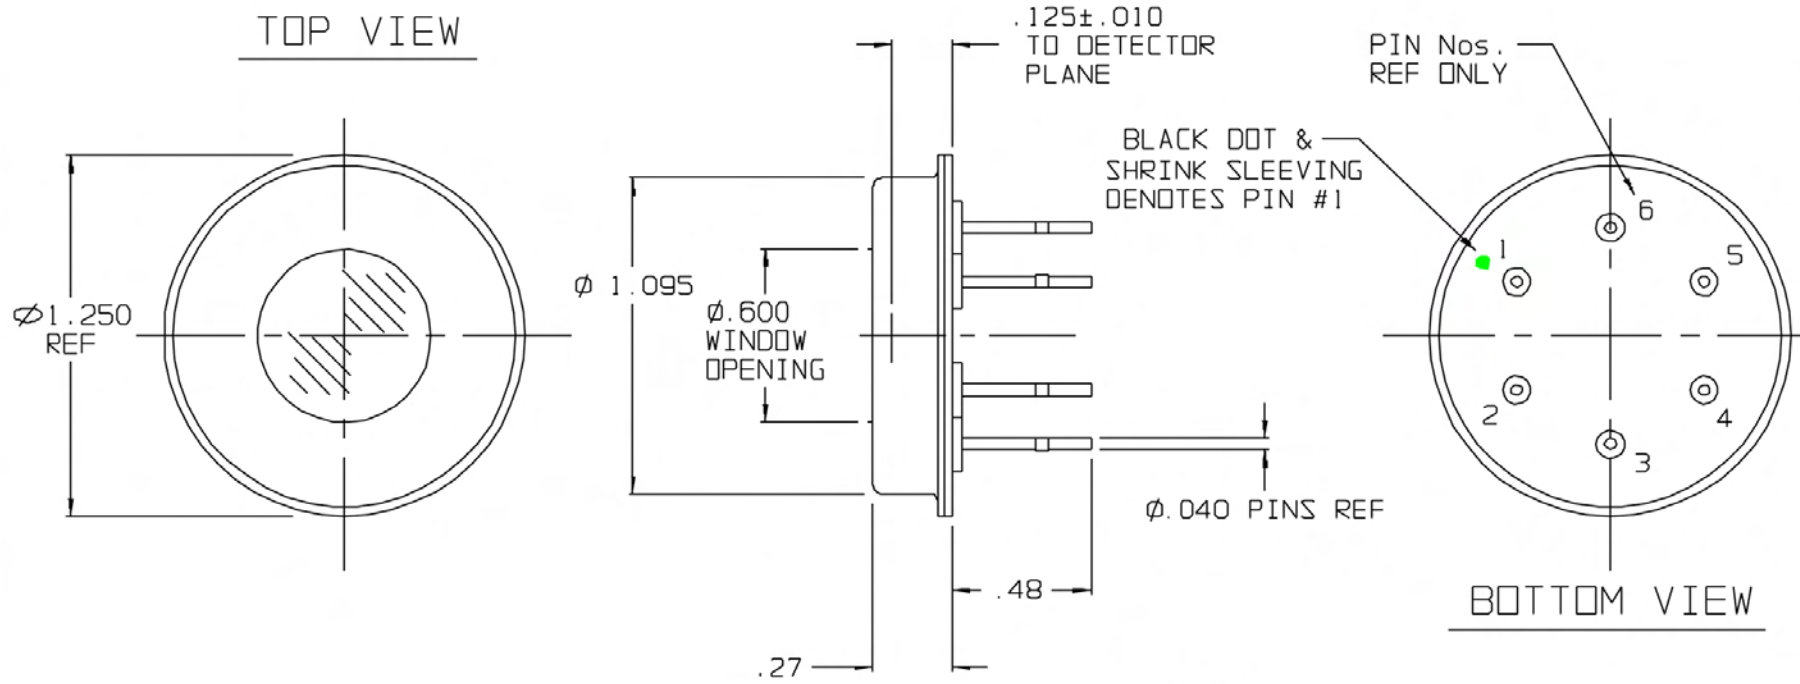 TOP VIEW
.125±.010
TO DETECTOR
PLANE
PIN Nos.
REF ONLY
BLACK DOT &
SHRINK SLEEVING
DENOTES PIN #1
Ø1.250
REF
Ø 1.095
Ø.600
WINDOW
OPENING
6
1
5
2
4
3
Ø.040 PINS REF
.48
.27
BOTTOM VIEW